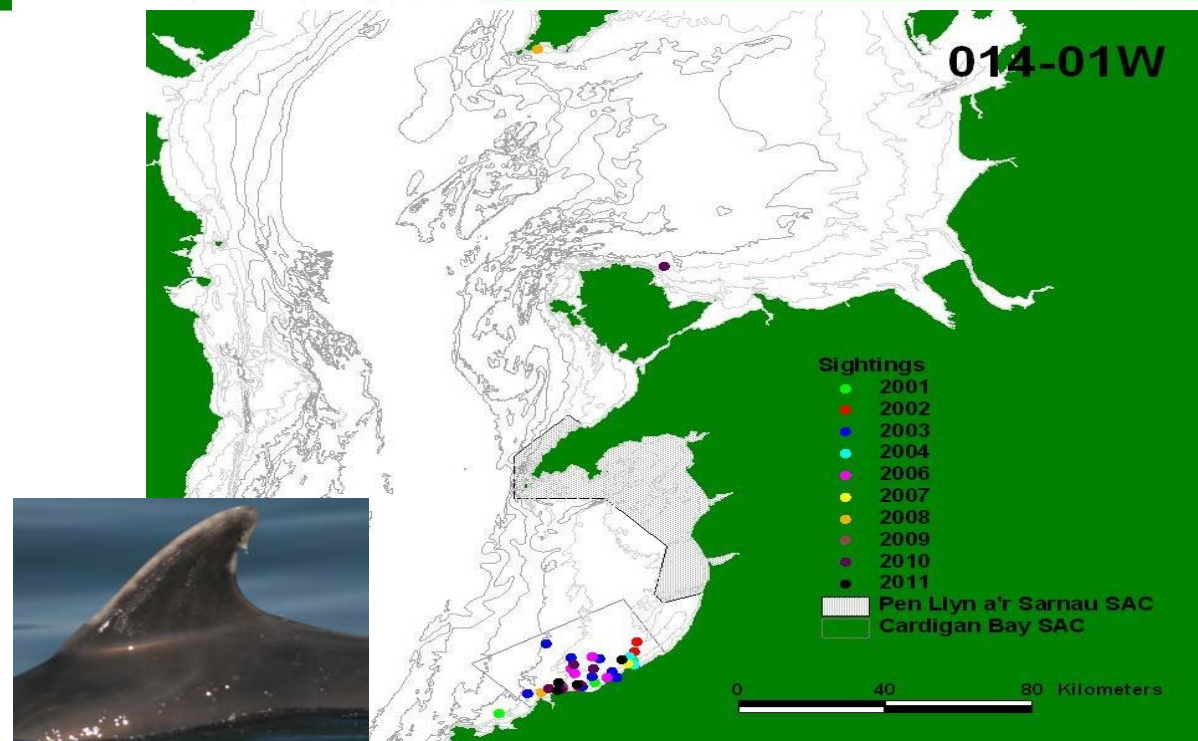 014-01W
Sightings
2001
2002
2003
2004
2006
2007
2008
2009
2010
2011
Pen Llyn a'r Sarnau SAC
Cardigan Bay SAC
0 40 80 Kilometers